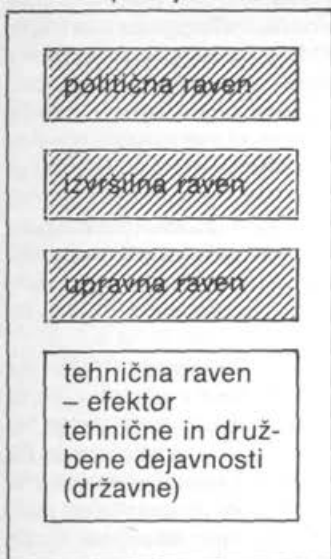 politična raven
izvršilna raven
upravna raven
tehnična raven
– efektor
tehnične in druž-
bene dejavnosti
(državne)